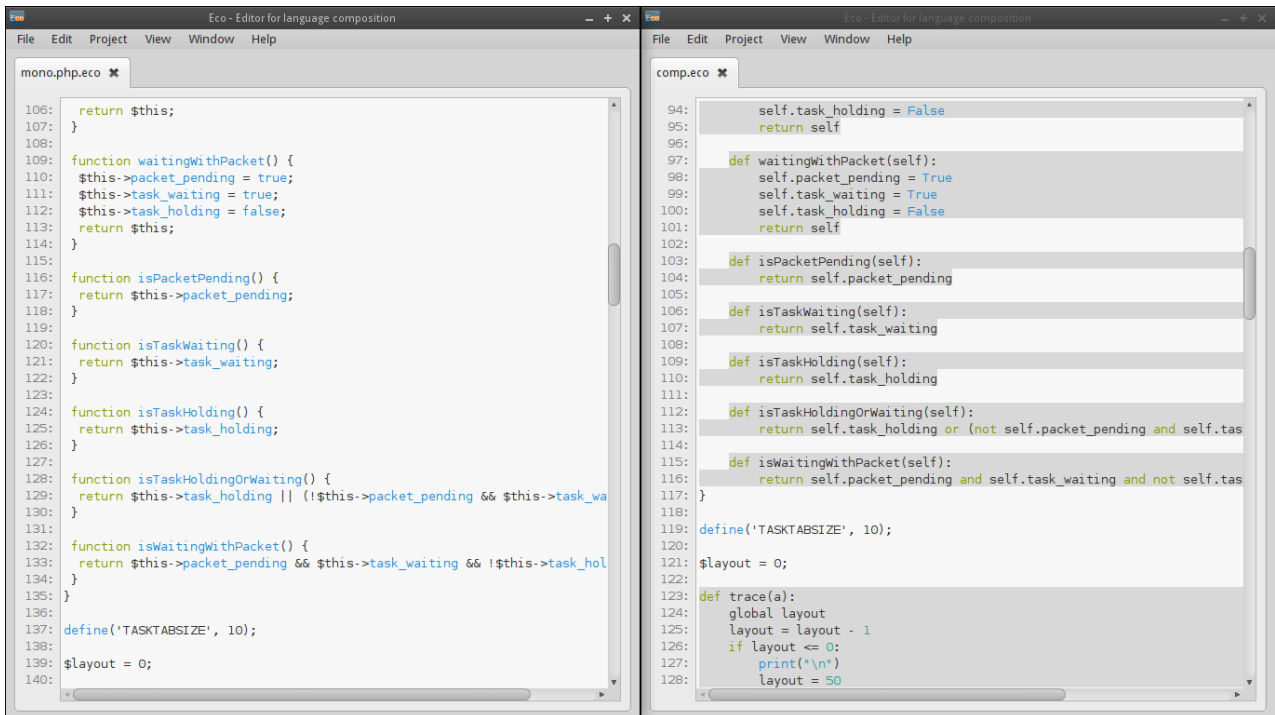 Eco
Eco - Editor for language composition
File Edit Project View Window Help
mono.php.eco
106: return $this;
107: }
108:
109: function waitingWithPacket() {
110: $this->packet_pending = true;
111: $this->task_waiting = true;
112: $this->task_holding = false;
113: return $this;
114: }
115:
116: function isPacketPending() {
117: return $this->packet_pending;
118: }
119:
120: function isTaskWaiting() {
121: return $this->task_waiting;
122: }
123:
124: function isTaskHolding() {
125: return $this->task_holding;
126: }
127:
128: function isTaskHoldingOrWaiting() {
129: return $this->task_holding || (!$this->packet_pending && $this->task_wa
130: }
131:
132: function isWaitingWithPacket() {
133: return $this->packet_pending && $this->task_waiting && !$this->task_hol
134: }
135: }
136:
137: define('TASKTABSIZE', 10);
138:
139: $layout = 0;
140:
Eco
Eco - Editor for language composition
File Edit Project View Window Help
comp.eco
94: self.task_holding = False
95: return self
96:
97: def waitingWithPacket(self):
98: self.packet_pending = True
99: self.task_waiting = True
100: self.task_holding = False
101: return self
102:
103: def isPacketPending(self):
104: return self.packet_pending
105:
106: def isTaskWaiting(self):
107: return self.task_waiting
108:
109: def isTaskHolding(self):
110: return self.task_holding
111:
112: def isTaskHoldingOrWaiting(self):
113: return self.task_holding or (not self.packet_pending and self.tas
114:
115: def isWaitingWithPacket(self):
116: return self.packet_pending and self.task_waiting and not self.tas
117: }
118:
119: define('TASKTABSIZE', 10);
120:
121: $layout = 0;
122:
123: def trace(a):
124: global layout
125: layout = layout - 1
126: if layout <= 0:
127: print("\n")
128: layout = 50